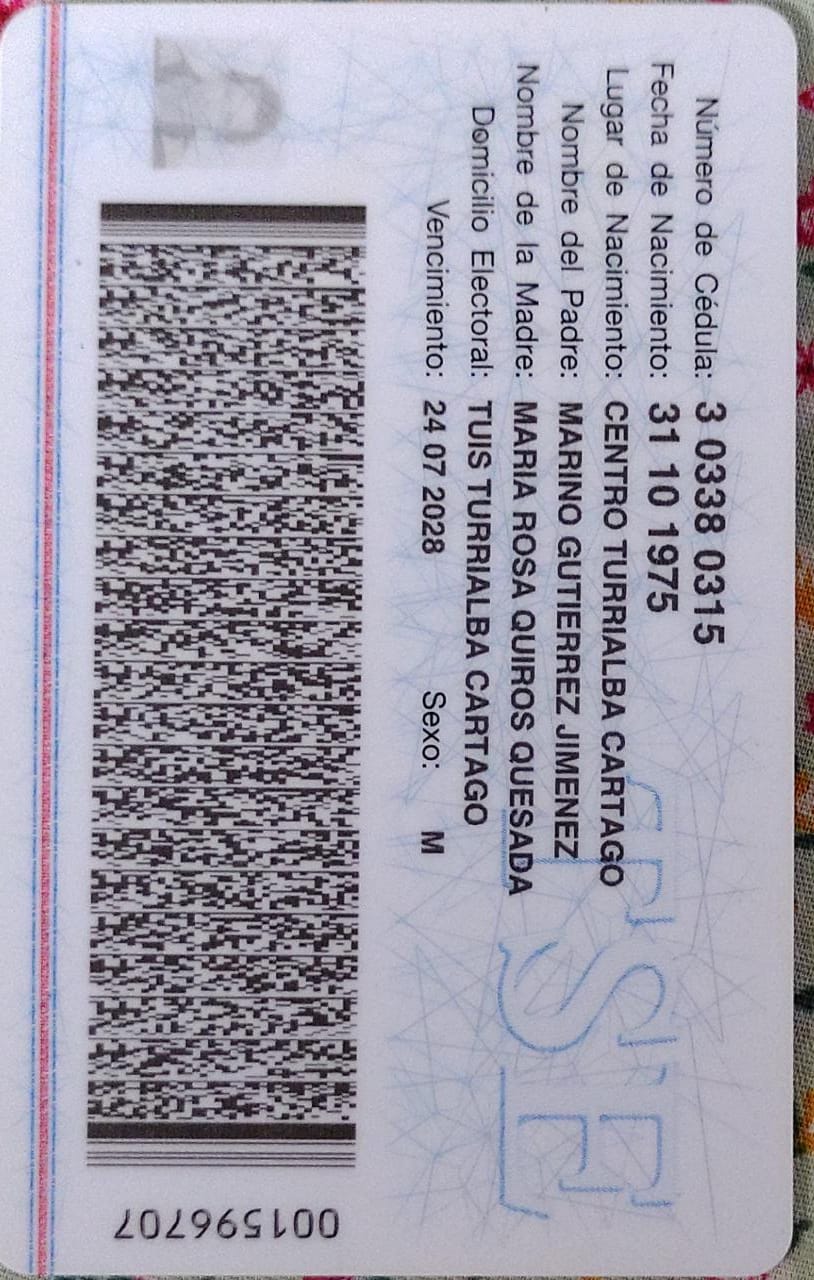 Número de Cédula: 3 0338 0315
Fecha de Nacimiento: 31 10 1975
Lugar de Nacimiento: CENTRO TURRIALBA CARTAGO
Nombre del Padre: MARINO GUTIERREZ JIMENEZ
Nombre de la Madre: MARIA ROSA QUIROS QUESADA
Domicilio Electoral: TUIS TURRIALBA CARTAGO
Vencimiento: 24 07 2028 Sexo: M
001596707